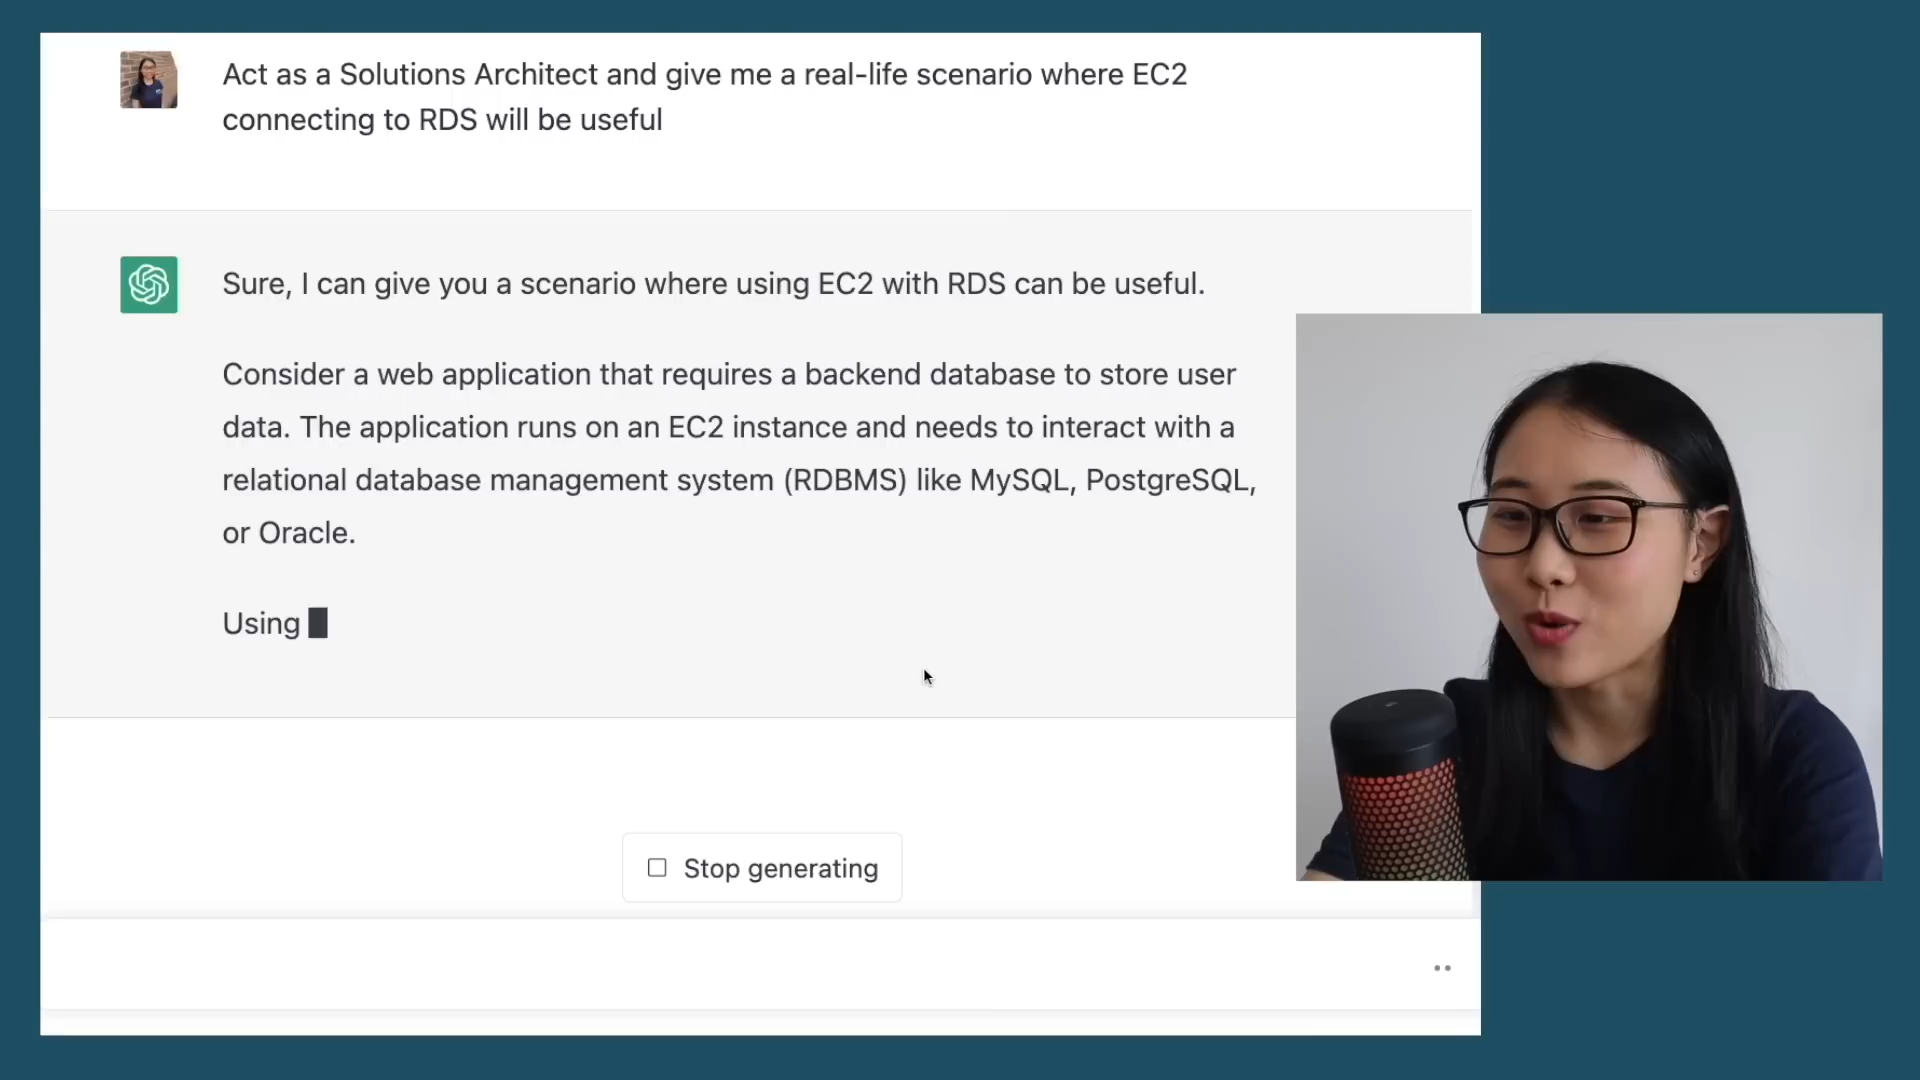 Act as a Solutions Architect and give me a real-life scenario where EC2
connecting to RDS will be useful
Sure, I can give you a scenario where using EC2 with RDS can be useful.
Consider a web application that requires a backend database to store user
data. The application runs on an EC2 instance and needs to interact with a
relational database management system (RDBMS) like MySQL, PostgreSQL,
or Oracle.
Using
Stop generating